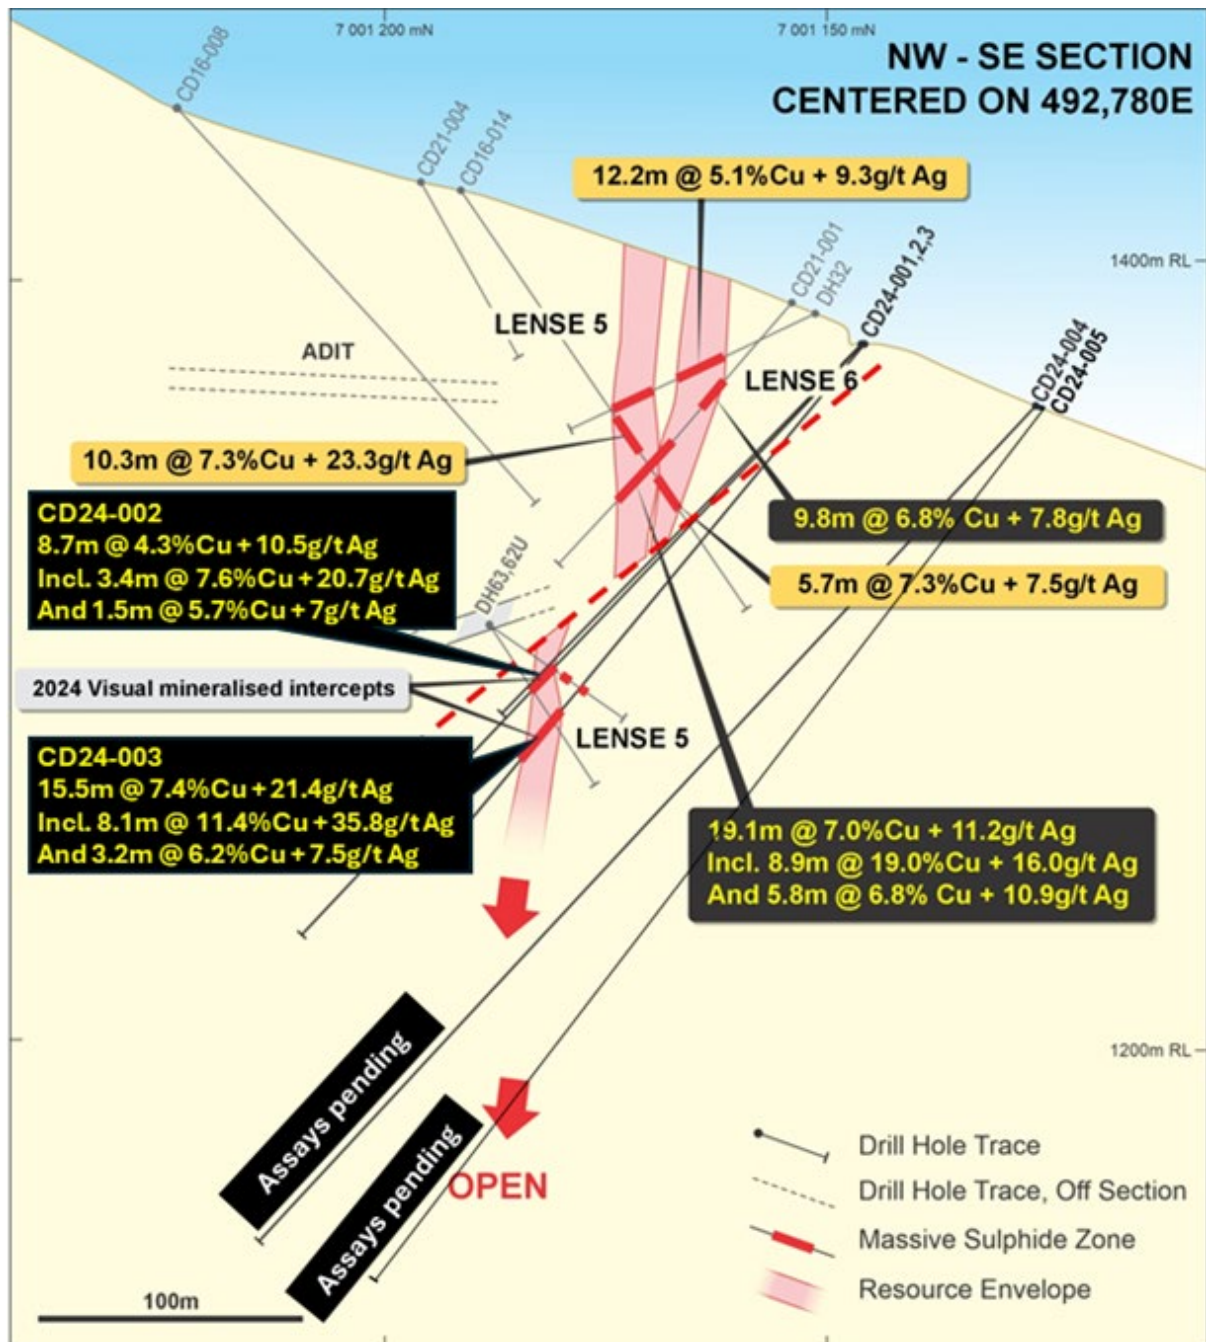 7 001 200 mN
7 001 150 mN
NW - SE SECTION
CENTERED ON 492,780E
CD16-008
CD21-004
CD16-014
12.2m @ 5.1%Cu + 9.3g/t Ag
CD21-001
DH32
CD24-001,2,3
1400m RL
LENSE 5
ADIT
LENSE 6
CD24-004
CD24-005
10.3m @ 7.3%Cu + 23.3g/t Ag
CD24-002
8.7m @ 4.3%Cu + 10.5g/t Ag
Incl. 3.4m @ 7.6%Cu + 20.7g/t Ag
And 1.5m @ 5.7%Cu + 7g/t Ag
9.8m @ 6.8% Cu + 7.8g/t Ag
DH63,62U
5.7m @ 7.3%Cu + 7.5g/t Ag
2024 Visual mineralised intercepts
LENSE 5
CD24-003
15.5m @ 7.4%Cu + 21.4g/t Ag
Incl. 8.1m @ 11.4%Cu + 35.8g/t Ag
And 3.2m @ 6.2%Cu + 7.5g/t Ag
19.1m @ 7.0%Cu + 11.2g/t Ag
Incl. 8.9m @ 19.0%Cu + 16.0g/t Ag
And 5.8m @ 6.8% Cu + 10.9g/t Ag
1200m RL
Assays pending
Assays pending
OPEN
Drill Hole Trace
Drill Hole Trace, Off Section
Massive Sulphide Zone
Resource Envelope
100m